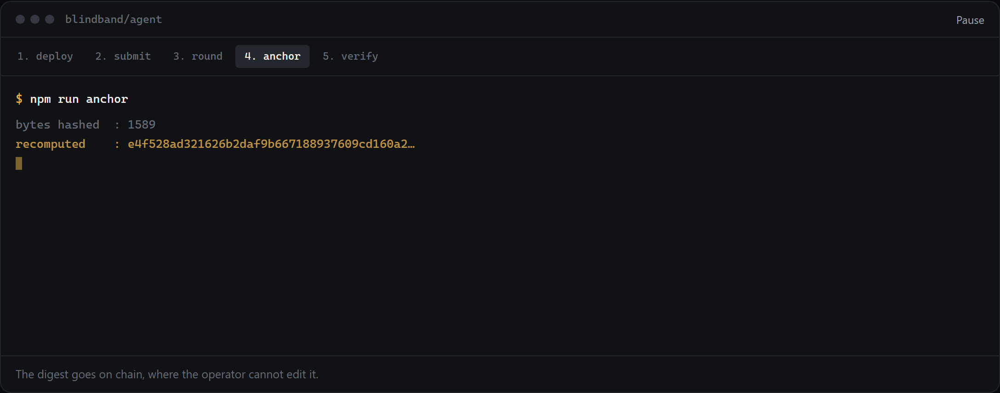 blindband/agent
Pause
1. deploy 2. submit 3. round 4. anchor 5. verify
$ npm run anchor
bytes hashed : 1589
recomputed : e4f528ad321626b2daf9b667188937609cd160a2…
The digest goes on chain, where the operator cannot edit it.